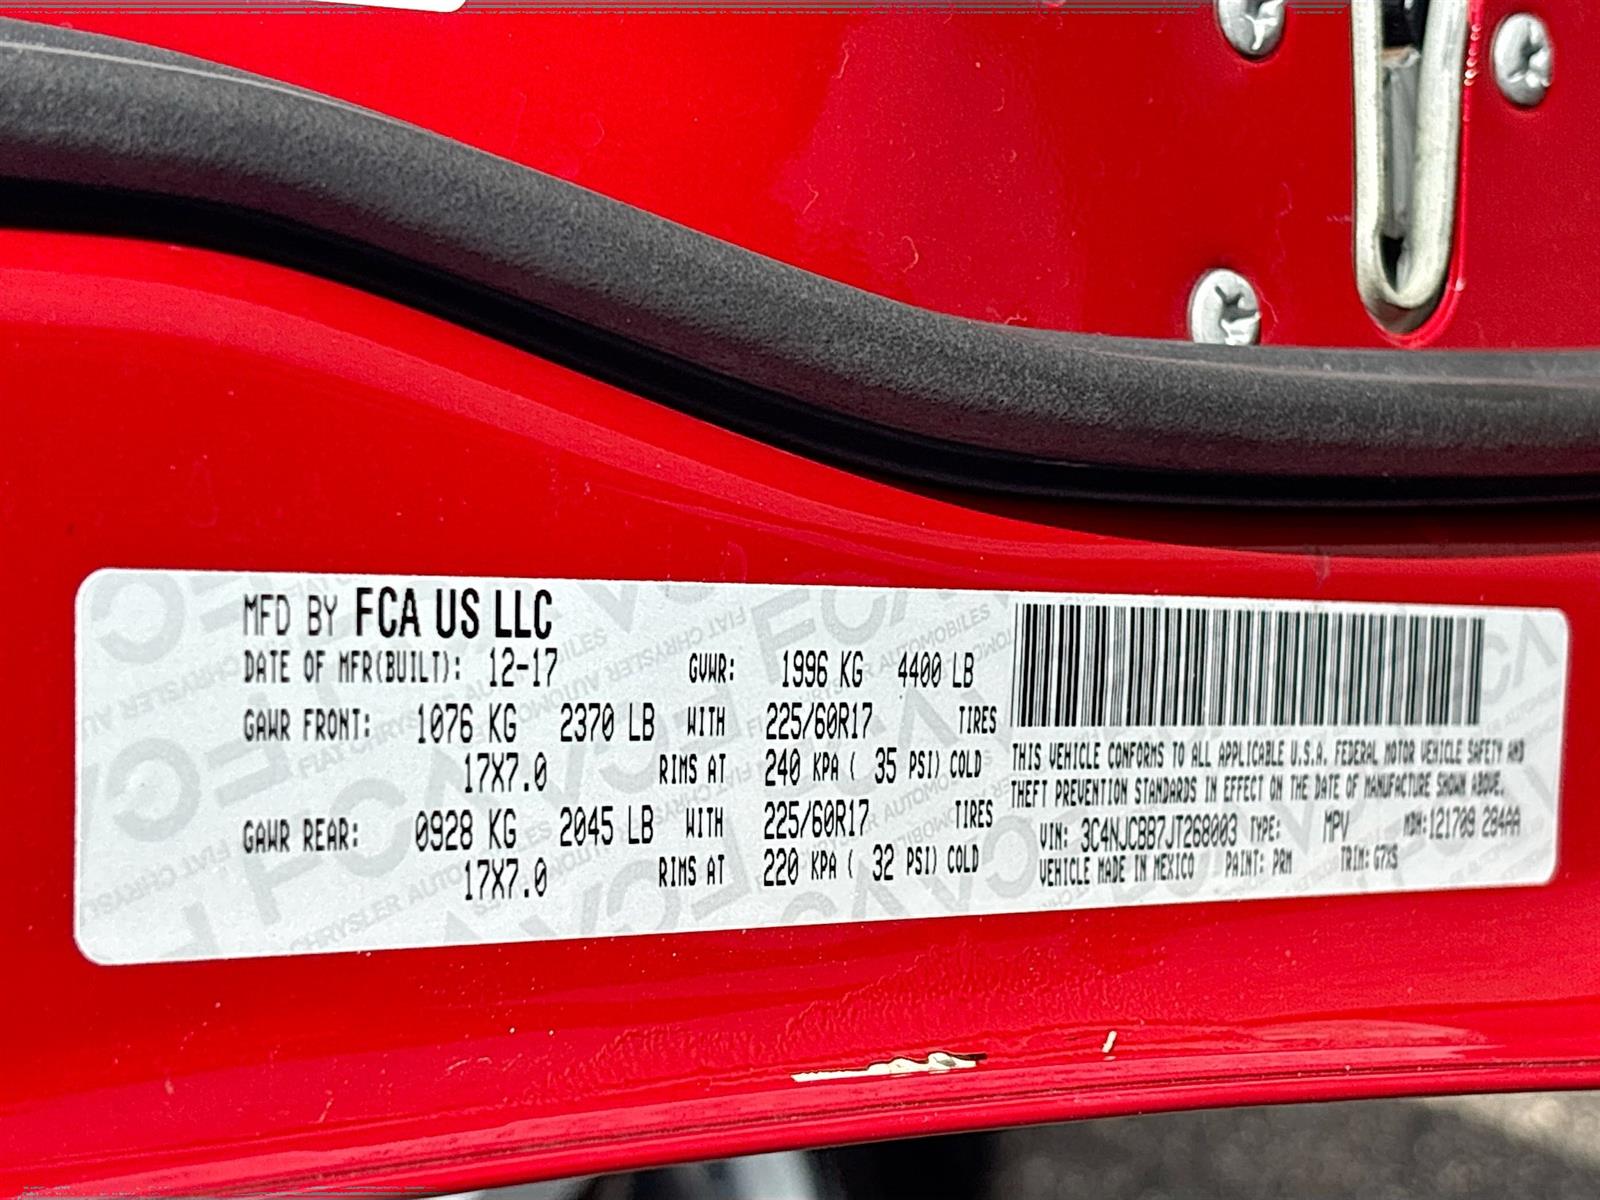 MFD BY FCA US LLC
DATE OF MFR(BUILT): 12-17 GVWR: 1996 KG 4400 LB
GAWR FRONT: 1076 KG 2370 LB WITH 225/60R17 TIRES
17X7.0 RIMS AT 240 KPA ( 35 PSI) COLD
GAWR REAR: 0928 KG 2045 LB WITH 225/60R17 TIRES
17X7.0 RIMS AT 220 KPA ( 32 PSI) COLD
THIS VEHICLE CONFORMS TO ALL APPLICABLE U.S.A. FEDERAL MOTOR VEHICLE SAFETY AND
THEFT PREVENTION STANDARDS IN EFFECT ON THE DATE OF MANUFACTURE SHOWN ABOVE.
VIN: 3C4NJCBB7JT268003 TYPE: MPV MDH:121709 284AA
VEHICLE MADE IN MEXICO PAINT: PRM TRIM: G7XS